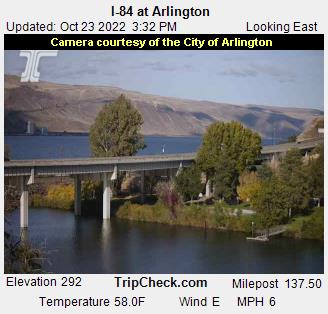 I-84 at Arlington
Updated: Oct 23 2022 3:32 PM Looking East
Camera courtesy of the City of Arlington
Elevation 292 TripCheck.com Milepost 137.50
Temperature 58.0F Wind E MPH 6